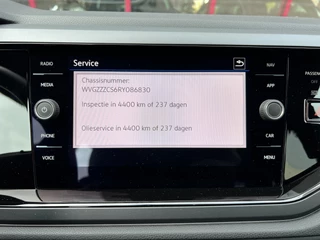 Service
RADIO
NAV
Chassisnummer:
WVGZZZCS6RY086830
MEDIA
APP
Inspectie in 4400 km of 237 dagen
Olieservice in 4400 km of 237 dagen
PHONE
CAR
VOICE
MENU
PASSENGER